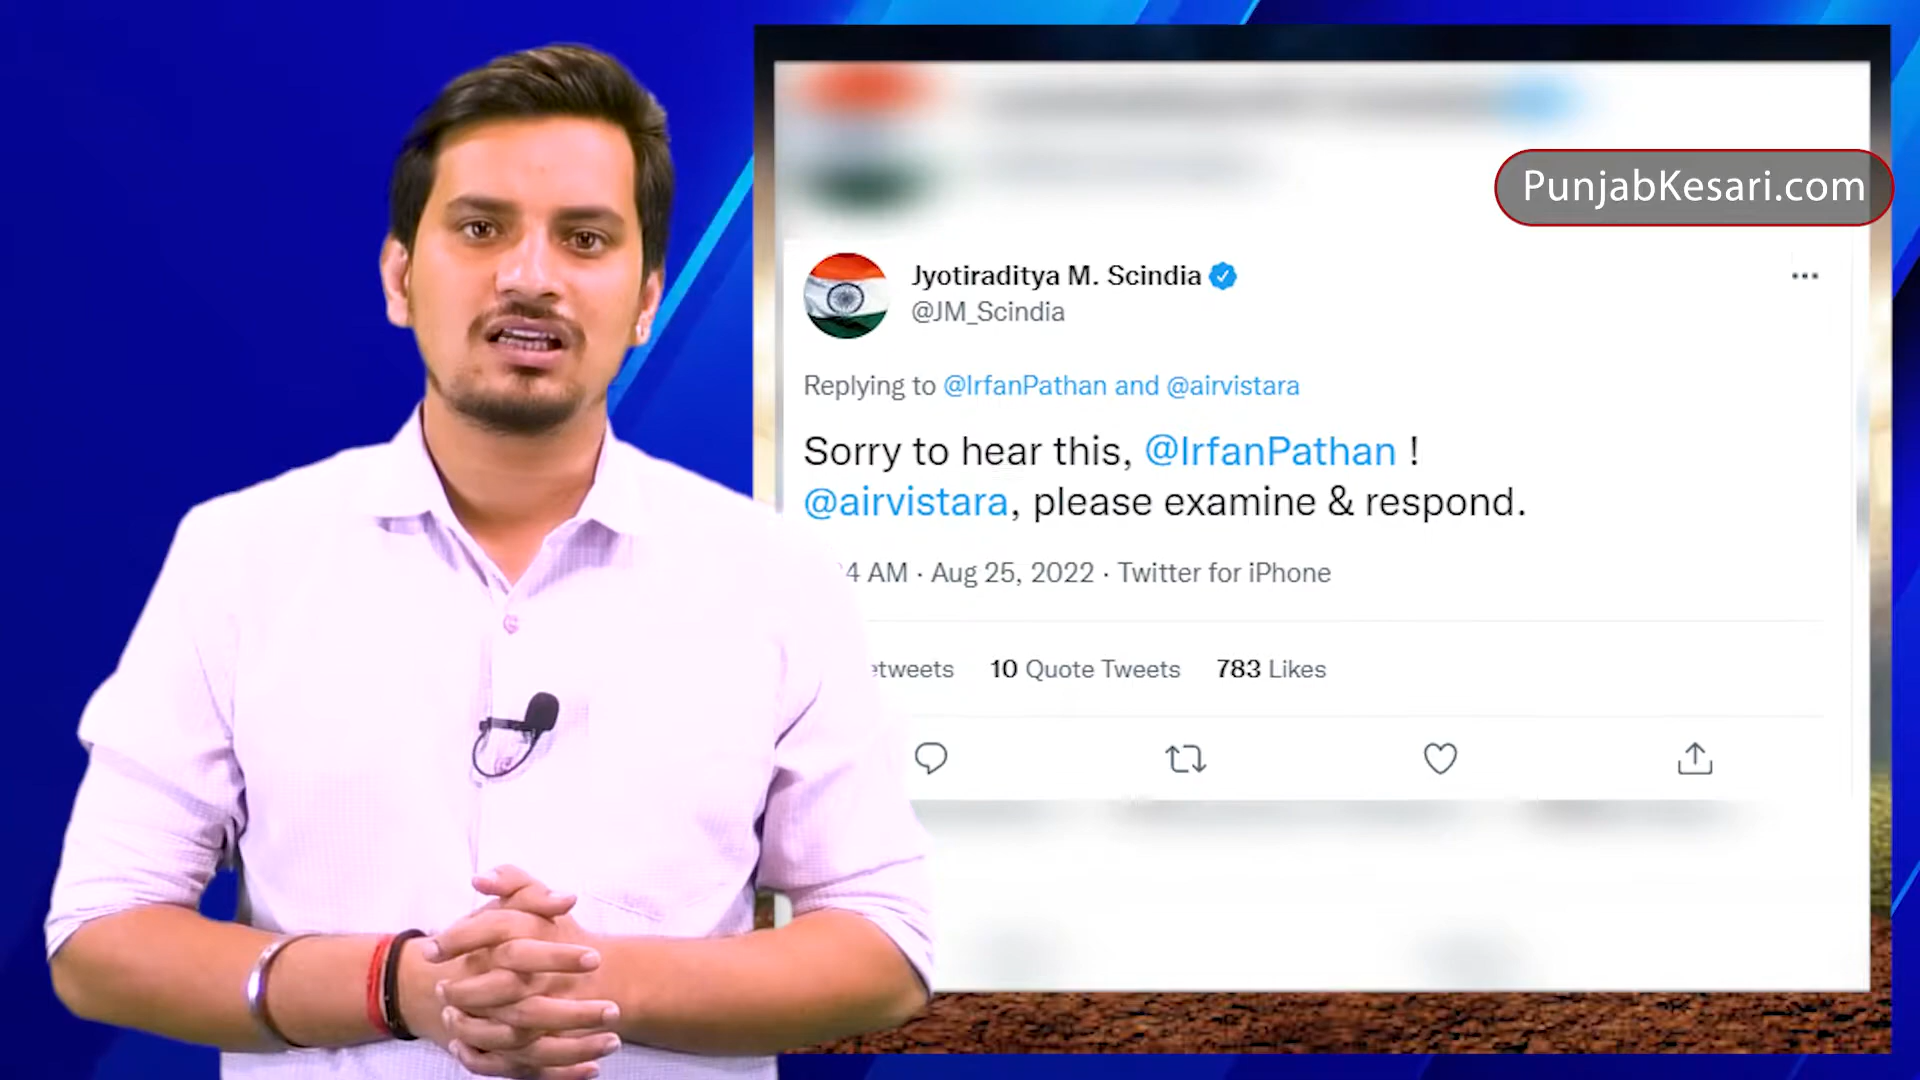 PunjabKesari.com
Jyotiraditya M. Scindia
@JM_Scindia
Replying to @IrfanPathan and @airvistara
Sorry to hear this, @IrfanPathan !
@airvistara, please examine & respond.
4 AM · Aug 25, 2022 · Twitter for iPhone
etweets 10 Quote Tweets 783 Likes